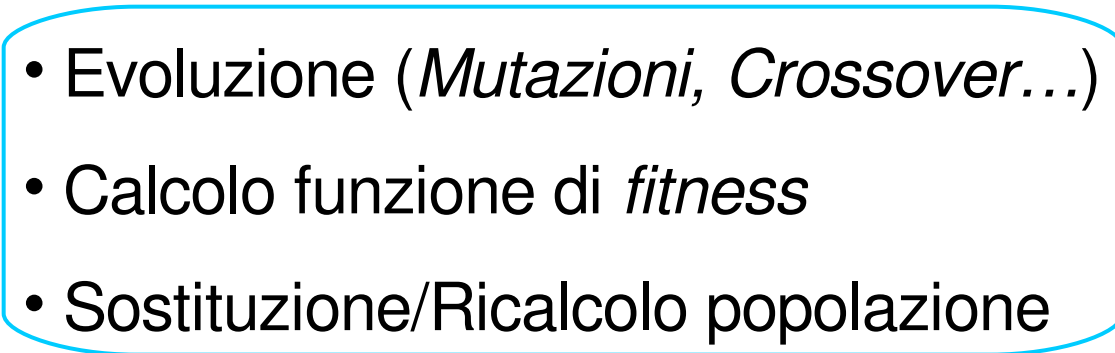 • Evoluzione (Mutazioni, Crossover…)
• Calcolo funzione di fitness
• Sostituzione/Ricalcolo popolazione